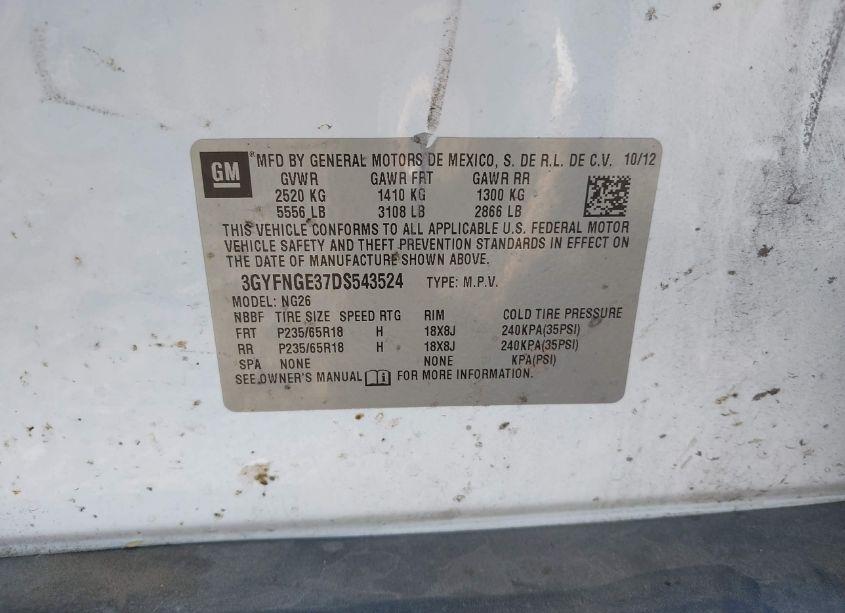 GM
® MFD BY GENERAL MOTORS DE MEXICO, S. DE R.L. DE C.V. 10/12
GVWR GAWR FRT GAWR RR
2520 KG 1410 KG 1300 KG
5556 LB 3108 LB 2866 LB
THIS VEHICLE CONFORMS TO ALL APPLICABLE U.S. FEDERAL MOTOR
VEHICLE SAFETY AND THEFT PREVENTION STANDARDS IN EFFECT ON
THE DATE OF MANUFACTURE SHOWN ABOVE.
3GYFNGE37DS543524 TYPE: M.P.V.
MODEL: NG26
NBBF TIRE SIZE SPEED RTG RIM COLD TIRE PRESSURE
FRT P235/65R18 H 18X8J 240KPA(35PSI)
RR P235/65R18 H 18X8J 240KPA(35PSI)
SPA NONE NONE KPA(PSI)
SEE OWNER'S MANUAL FOR MORE INFORMATION.